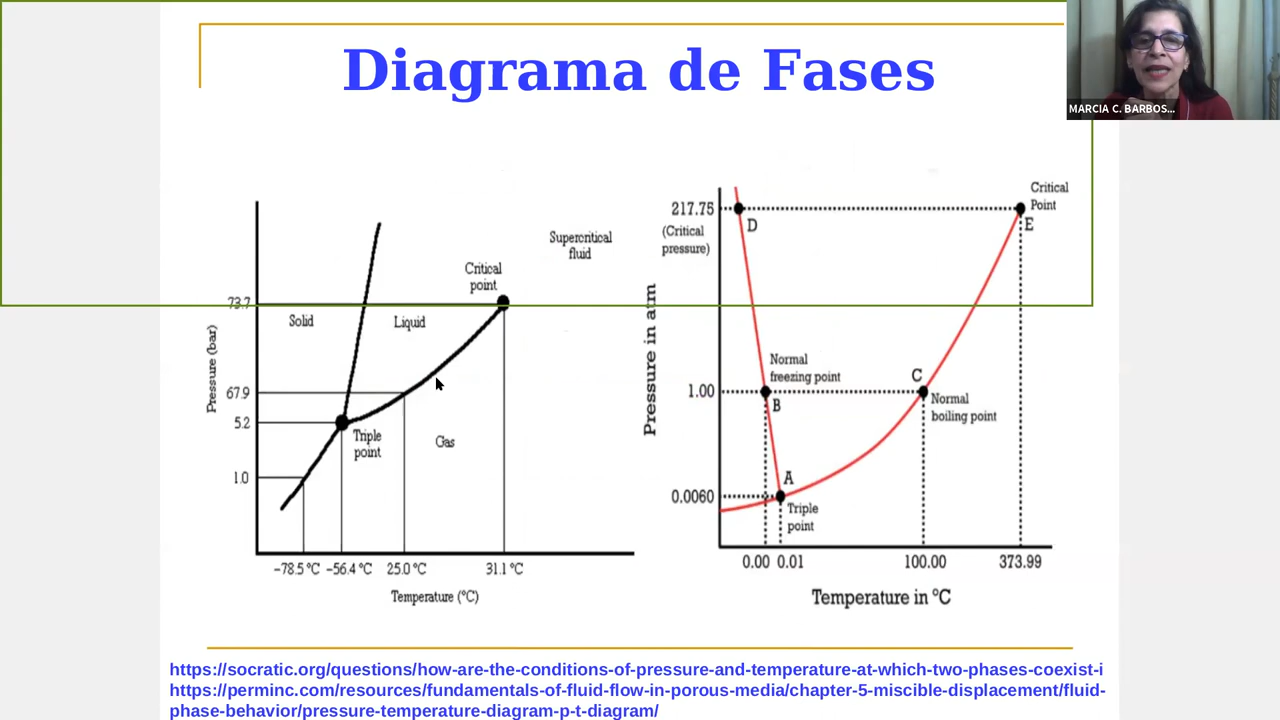 Diagrama de Fases
MARCIA C. BARBOS...
Supercritical
fluid
Critical
point
73.7
Solid
Liquid
Pressure (bar)
67.9
5.2
Triple
point
Gas
1.0
−78.5 °C −56.4 °C 25.0 °C 31.1 °C
Temperature (°C)
Critical
Point
217.75
(Critical
pressure)
D
E
Pressure in atm
Normal
freezing point
1.00
B
C
Normal
boiling point
A
0.0060
Triple
point
0.00 0.01 100.00 373.99
Temperature in °C
https://socratic.org/questions/how-are-the-conditions-of-pressure-and-temperature-at-which-two-phases-coexist-i
https://perminc.com/resources/fundamentals-of-fluid-flow-in-porous-media/chapter-5-miscible-displacement/fluid-
phase-behavior/pressure-temperature-diagram-p-t-diagram/